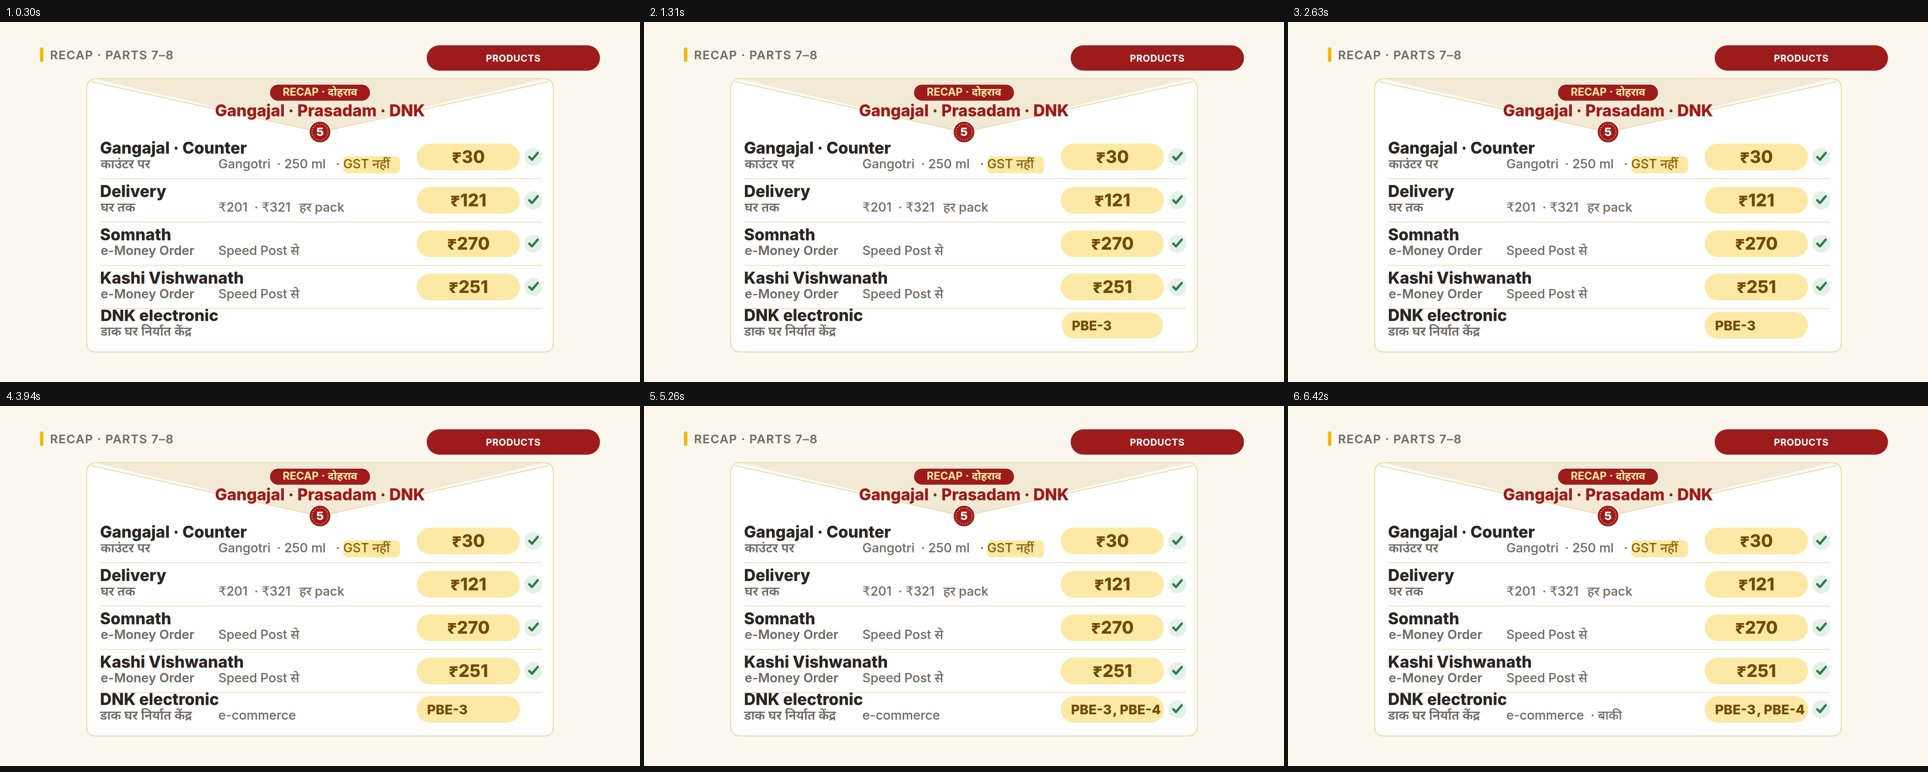 1. 0.30s
RECAP · PARTS 7–8
PRODUCTS
RECAP · दोहराव
Gangajal · Prasadam · DNK
5
Gangajal · Counter
काउंटर पर Gangotri · 250 ml · GST नहीं ₹30
Delivery
घर तक ₹201 · ₹321 हर pack ₹121
Somnath
e-Money Order Speed Post से ₹270
Kashi Vishwanath
e-Money Order Speed Post से ₹251
DNK electronic
डाक घर निर्यात केंद्र
2. 1.31s
RECAP · PARTS 7–8
PRODUCTS
RECAP · दोहराव
Gangajal · Prasadam · DNK
5
Gangajal · Counter
काउंटर पर Gangotri · 250 ml · GST नहीं ₹30
Delivery
घर तक ₹201 · ₹321 हर pack ₹121
Somnath
e-Money Order Speed Post से ₹270
Kashi Vishwanath
e-Money Order Speed Post से ₹251
DNK electronic
डाक घर निर्यात केंद्र PBE-3
3. 2.63s
RECAP · PARTS 7–8
PRODUCTS
RECAP · दोहराव
Gangajal · Prasadam · DNK
5
Gangajal · Counter
काउंटर पर Gangotri · 250 ml · GST नहीं ₹30
Delivery
घर तक ₹201 · ₹321 हर pack ₹121
Somnath
e-Money Order Speed Post से ₹270
Kashi Vishwanath
e-Money Order Speed Post से ₹251
DNK electronic
डाक घर निर्यात केंद्र PBE-3
4. 3.94s
RECAP · PARTS 7–8
PRODUCTS
RECAP · दोहराव
Gangajal · Prasadam · DNK
5
Gangajal · Counter
काउंटर पर Gangotri · 250 ml · GST नहीं ₹30
Delivery
घर तक ₹201 · ₹321 हर pack ₹121
Somnath
e-Money Order Speed Post से ₹270
Kashi Vishwanath
e-Money Order Speed Post से ₹251
DNK electronic
डाक घर निर्यात केंद्र e-commerce PBE-3
5. 5.26s
RECAP · PARTS 7–8
PRODUCTS
RECAP · दोहराव
Gangajal · Prasadam · DNK
5
Gangajal · Counter
काउंटर पर Gangotri · 250 ml · GST नहीं ₹30
Delivery
घर तक ₹201 · ₹321 हर pack ₹121
Somnath
e-Money Order Speed Post से ₹270
Kashi Vishwanath
e-Money Order Speed Post से ₹251
DNK electronic
डाक घर निर्यात केंद्र e-commerce PBE-3, PBE-4
6. 6.42s
RECAP · PARTS 7–8
PRODUCTS
RECAP · दोहराव
Gangajal · Prasadam · DNK
5
Gangajal · Counter
काउंटर पर Gangotri · 250 ml · GST नहीं ₹30
Delivery
घर तक ₹201 · ₹321 हर pack ₹121
Somnath
e-Money Order Speed Post से ₹270
Kashi Vishwanath
e-Money Order Speed Post से ₹251
DNK electronic
डाक घर निर्यात केंद्र e-commerce · बाकी PBE-3, PBE-4